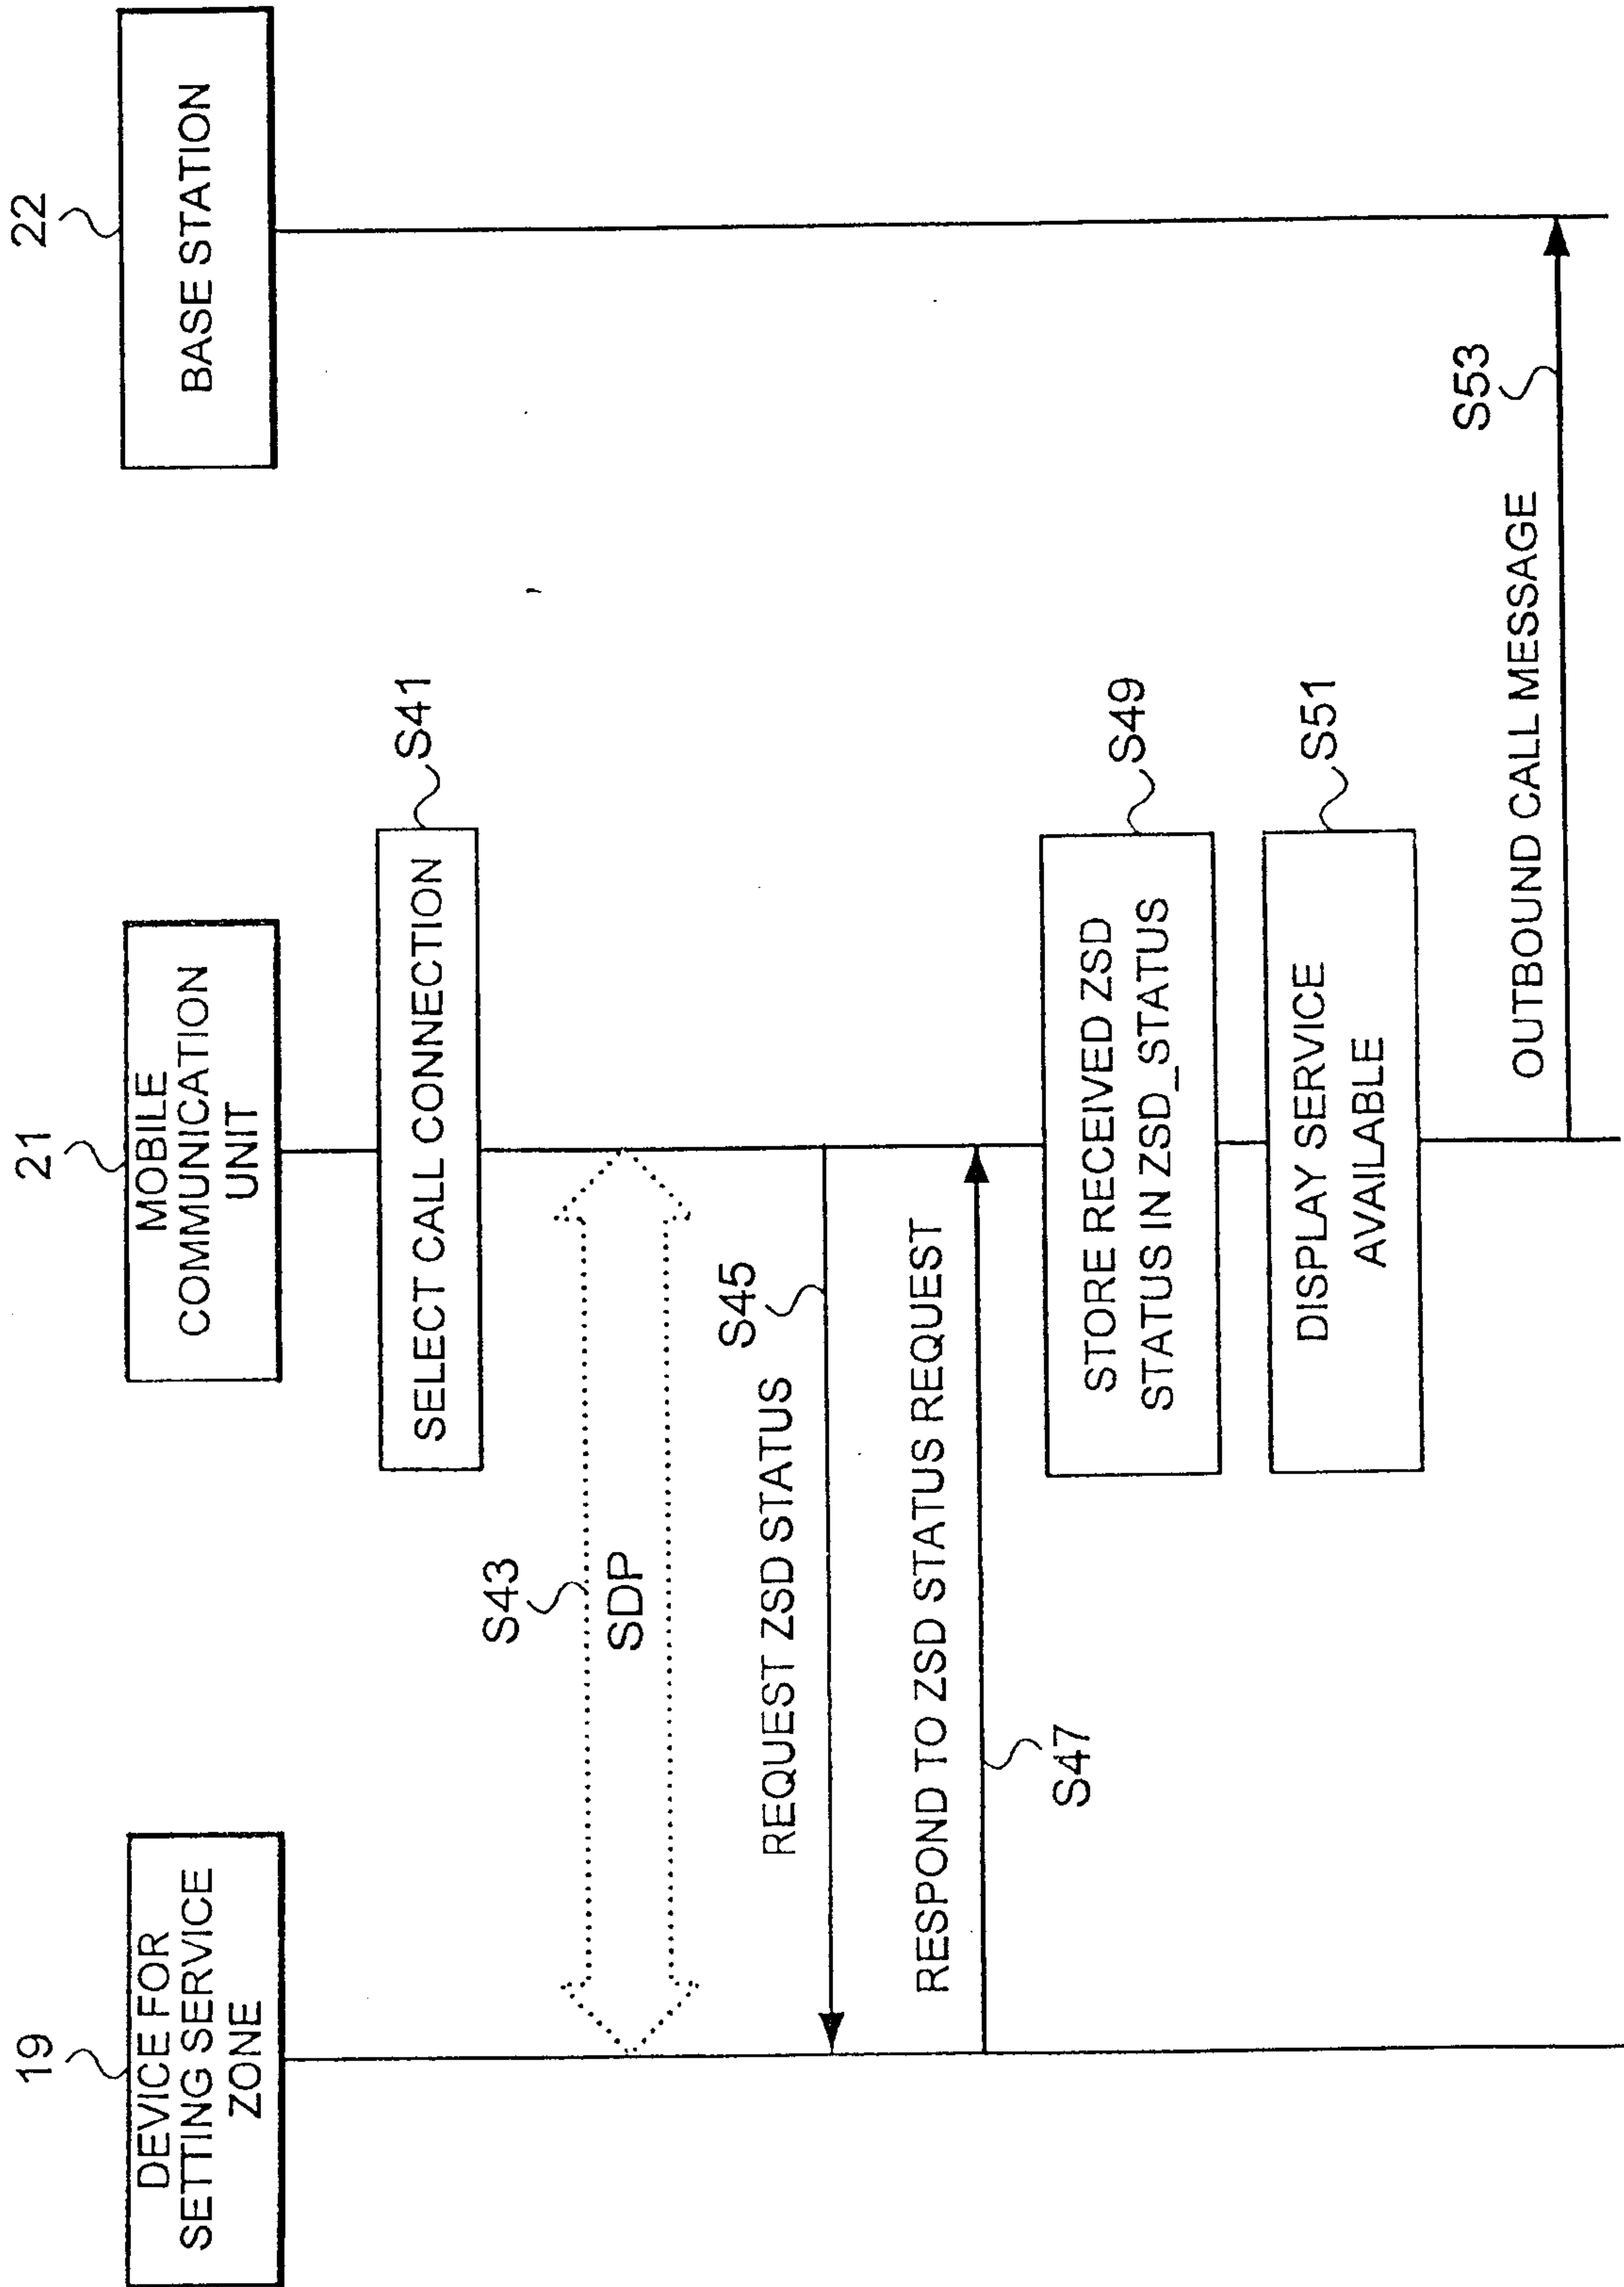 19
DEVICE FOR
SETTING SERVICE
ZONE
21
MOBILE
COMMUNICATION
UNIT
22
BASE STATION
SELECT CALL CONNECTION
S41
S43
SDP
REQUEST ZSD STATUS
S45
RESPOND TO ZSD STATUS REQUEST
S47
STORE RECEIVED ZSD
STATUS IN ZSD_STATUS
S49
DISPLAY SERVICE
AVAILABLE
S51
OUTBOUND CALL MESSAGE
S53